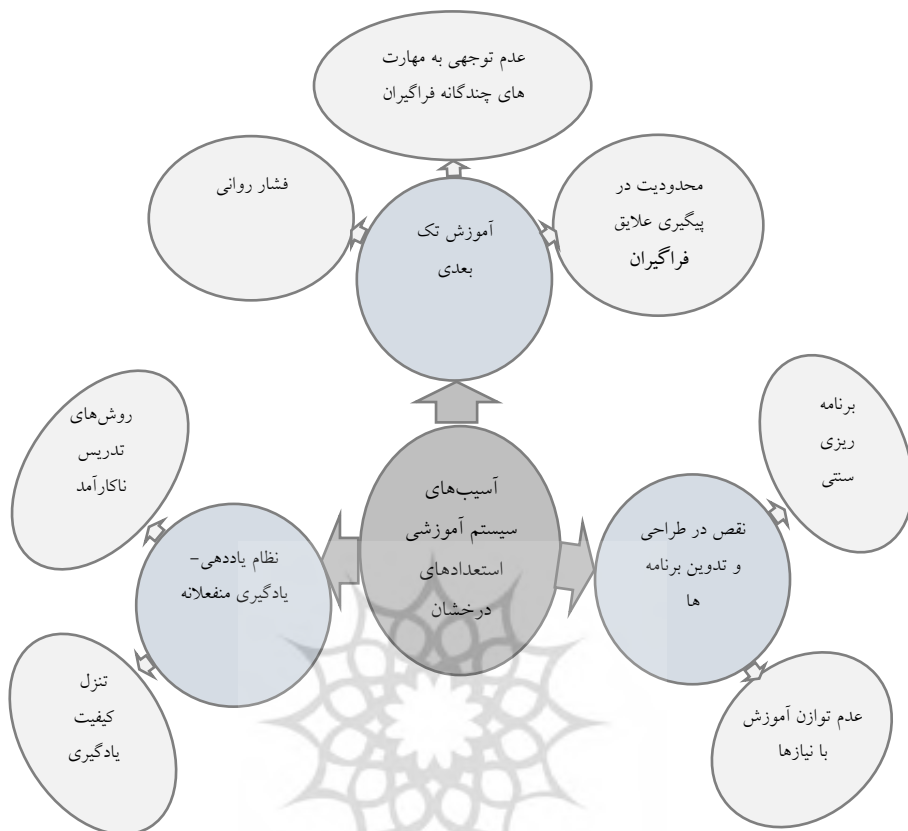 عدم توجهی به مهارت
های چندگانه فراگیران
فشار روانی
محدودیت در
پیگیری علایق
فراگیران
آموزش تک
بعدی
برنامه
ریزی
سنتی
روش‌های
تدریس
ناکارآمد
آسیب‌های
سیستم آموزشی
استعدادهای
درخشان
نقص در طراحی
و تدوین برنامه
ها
نظام یاددهی-
یادگیری منفعلانه
عدم توازن آموزش
با نیازها
تنزل
کیفیت
یادگیری